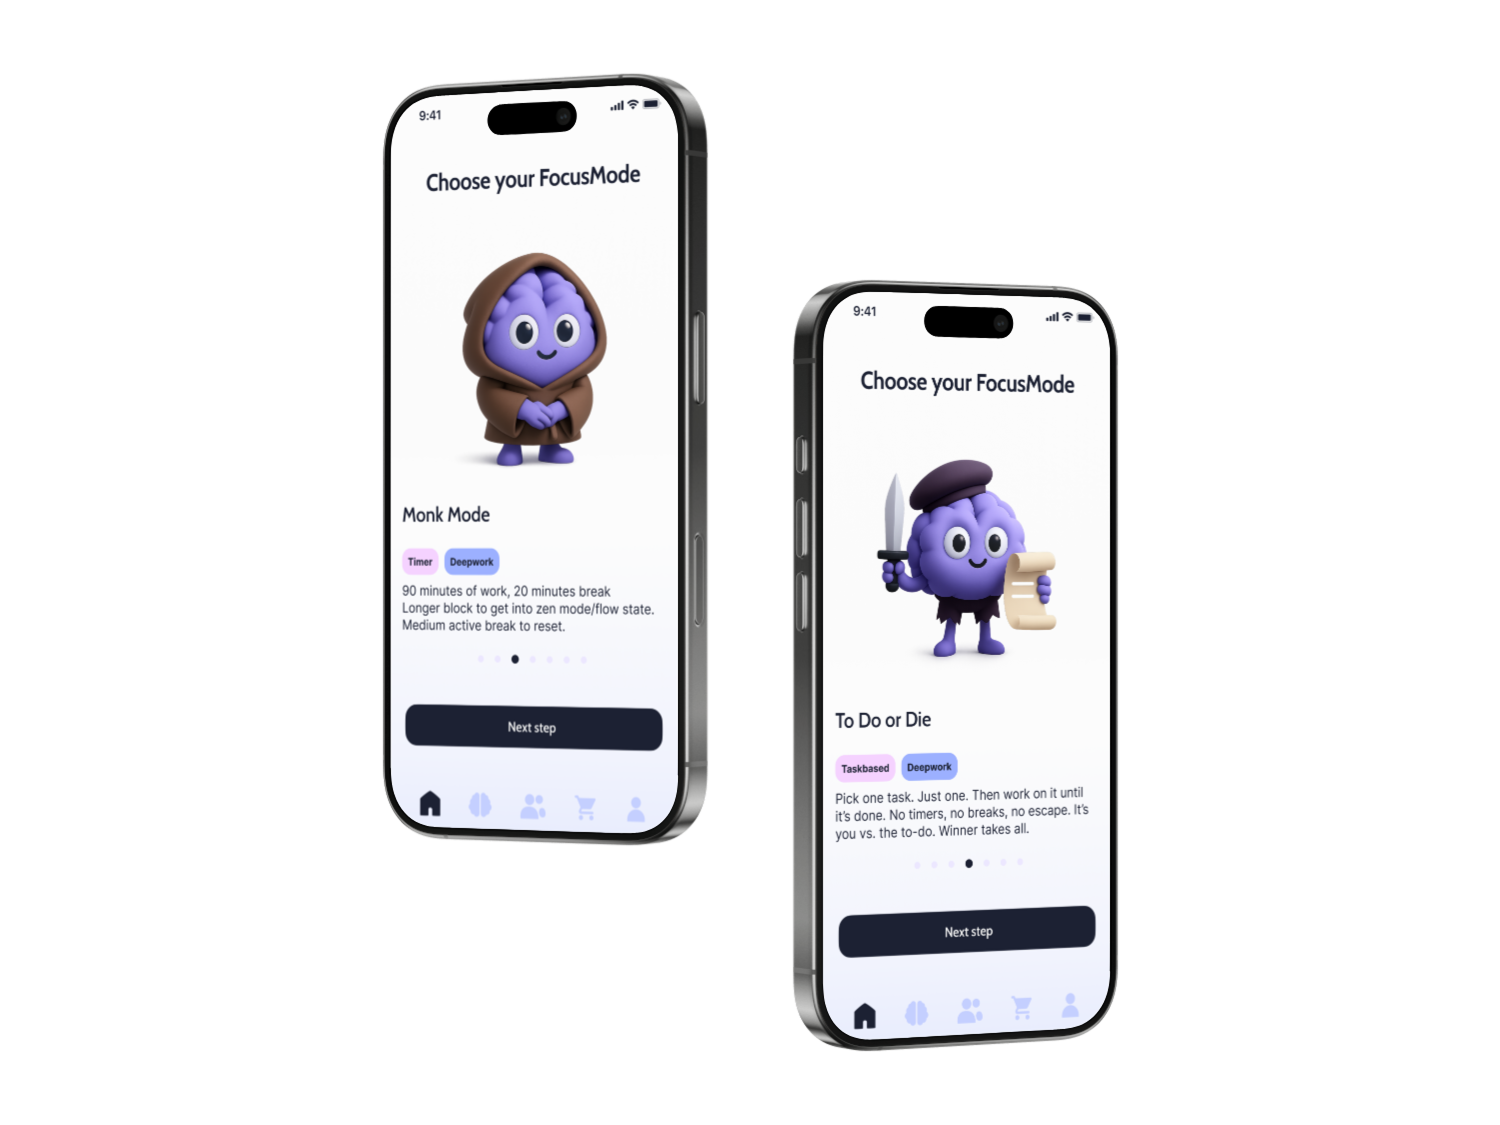 9:41
Choose your FocusMode
Monk Mode
Timer
Deepwork
90 minutes of work, 20 minutes break
Longer block to get into zen mode/flow state.
Medium active break to reset.
Next step
9:41
Choose your FocusMode
To Do or Die
Taskbased
Deepwork
Pick one task. Just one. Then work on it until
it's done. No timers, no breaks, no escape. It's
you vs. the to-do. Winner takes all.
Next step